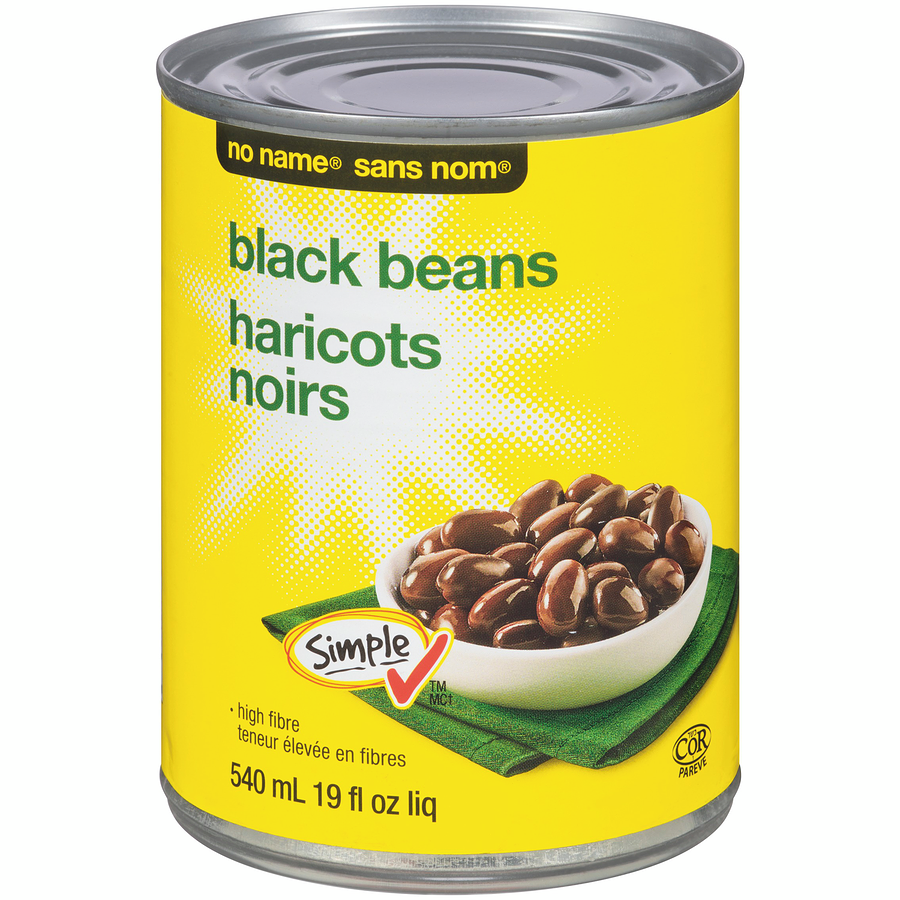 no name® sans nom®
black beans
haricots
noirs
Simple
TM
MC†
• high fibre
teneur élevée en fibres
540 mL 19 fl oz liq
COR
PAREVE